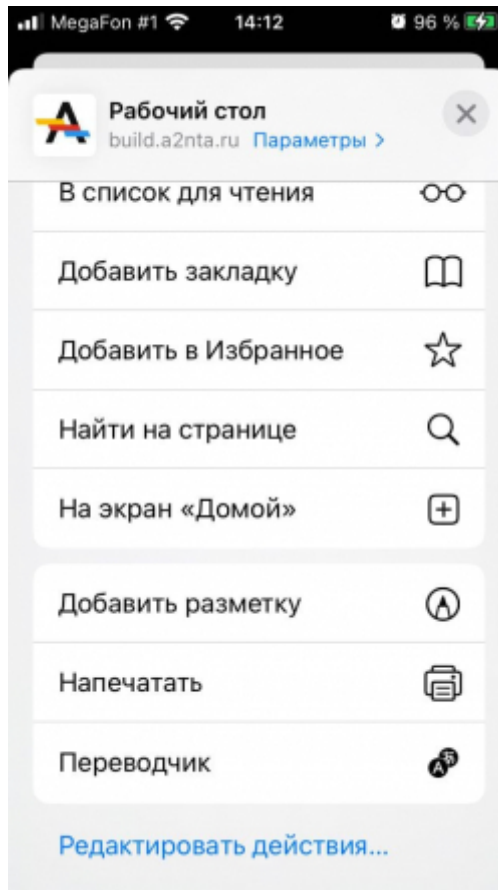 MegaFon #1 14:12 96 %
Рабочий стол
build.a2nta.ru Параметры >
В список для чтения
Добавить закладку
Добавить в Избранное
Найти на странице
На экран «Домой»
Добавить разметку
Напечатать
Переводчик
Редактировать действия...